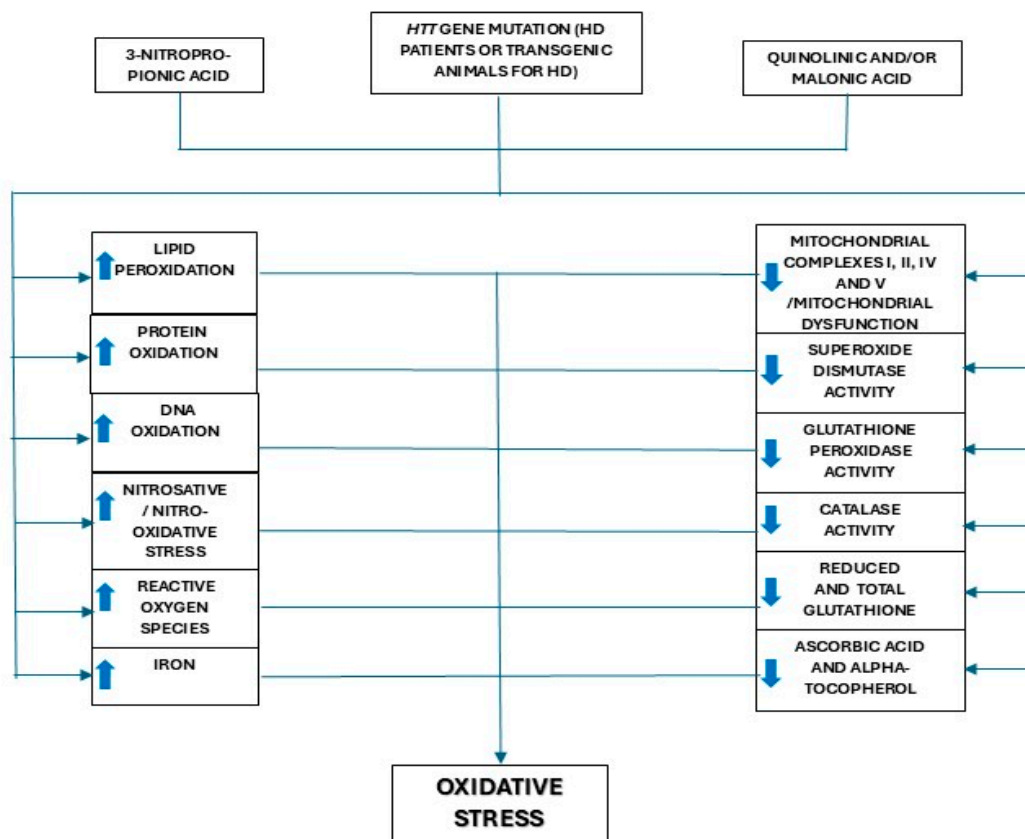 3-NITROPRO-
PIONIC ACID
HTT GENE MUTATION (HD
PATIENTS OR TRANSGENIC
ANIMALS FOR HD)
QUINOLINIC AND/OR
MALONIC ACID
LIPID
PEROXIDATION
PROTEIN
OXIDATION
DNA
OXIDATION
NITROSATIVE
/ NITRO-
OXIDATIVE
STRESS
REACTIVE
OXYGEN
SPECIES
IRON
MITOCHONDRIAL
COMPLEXES I, II, IV
AND V
/MITOCHONDRIAL
DYSFUNCTION
SUPEROXIDE
DISMUTASE
ACTIVITY
GLUTATHIONE
PEROXIDASE
ACTIVITY
CATALASE
ACTIVITY
REDUCED
AND TOTAL
GLUTATHIONE
ASCORBIC ACID
AND ALPHA-
TOCOPHEROL
OXIDATIVE
STRESS